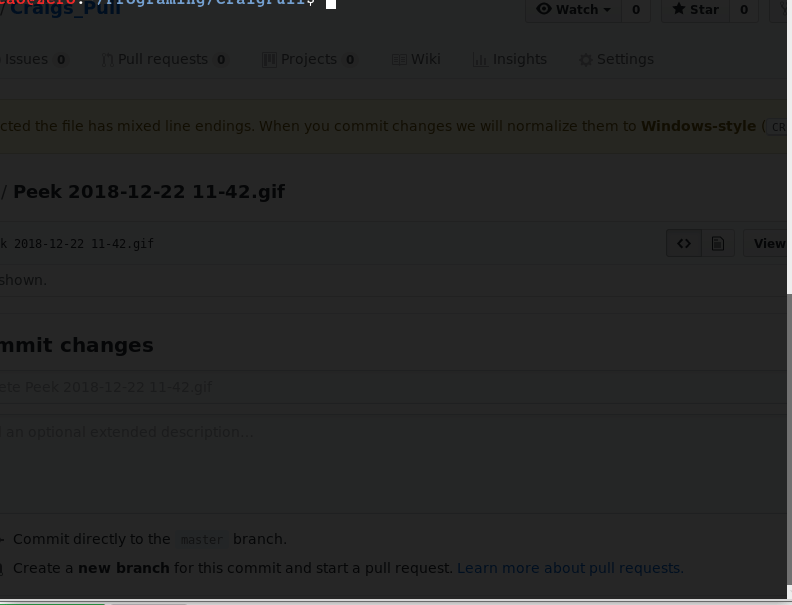 /Craigs_Pull
Watch 0 Star 0
Issues 0 Pull requests 0 Projects 0 Wiki Insights Settings
cted the file has mixed line endings. When you commit changes we will normalize them to Windows-style ( CR
/ Peek 2018-12-22 11-42.gif
k 2018-12-22 11-42.gif <> View
shown.
mmit changes
ete Peek 2018-12-22 11-42.gif
an optional extended description...
Commit directly to the master branch.
Create a new branch for this commit and start a pull request. Learn more about pull requests.